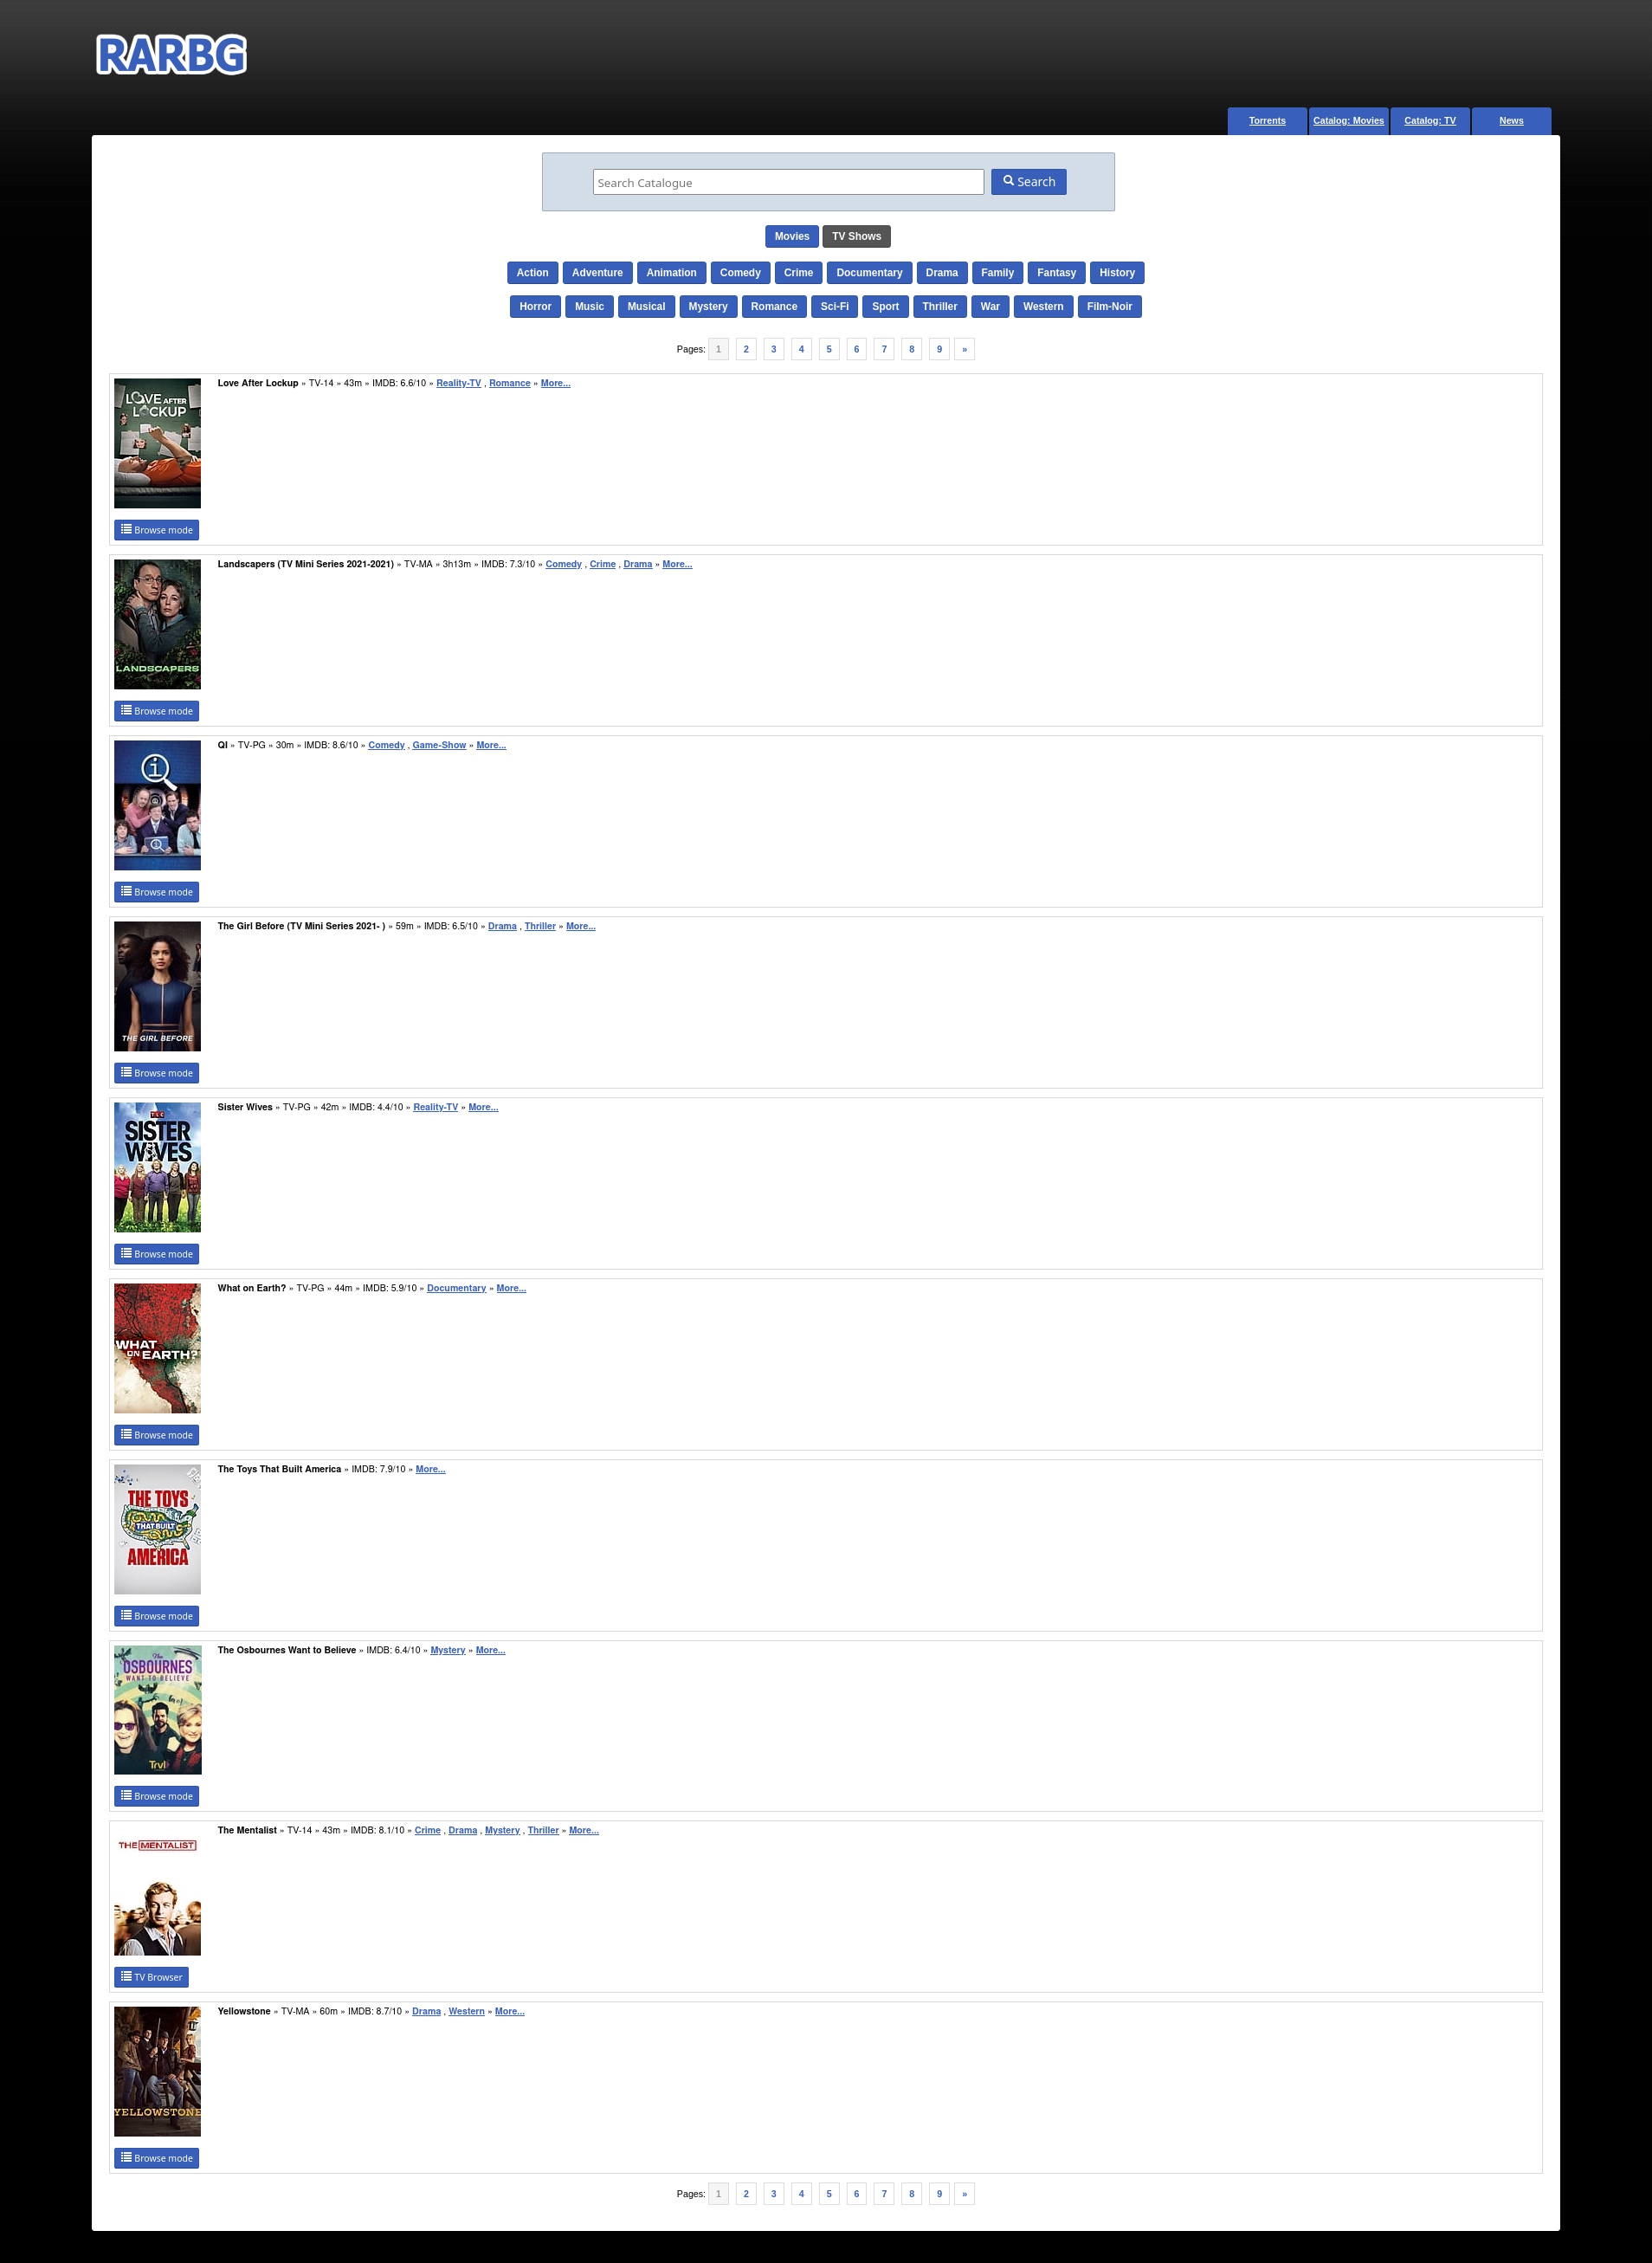 RARBG
Torrents Catalog: Movies Catalog: TV News
Search Catalogue Search
Movies TV Shows
Action Adventure Animation Comedy Crime Documentary Drama Family Fantasy History
Horror Music Musical Mystery Romance Sci-Fi Sport Thriller War Western Film-Noir
Pages: 1 2 3 4 5 6 7 8 9 »
Love After Lockup » TV-14 » 43m » IMDB: 6.6/10 » Reality-TV , Romance » More...
LOVE AFTER
LOCKUP
Browse mode
Landscapers (TV Mini Series 2021-2021) » TV-MA » 3h13m » IMDB: 7.3/10 » Comedy , Crime , Drama » More...
LANDSCAPERS
Browse mode
QI » TV-PG » 30m » IMDB: 8.6/10 » Comedy , Game-Show » More...
Browse mode
The Girl Before (TV Mini Series 2021- ) » 59m » IMDB: 6.5/10 » Drama , Thriller » More...
THE GIRL BEFORE
Browse mode
Sister Wives » TV-PG » 42m » IMDB: 4.4/10 » Reality-TV » More...
TLC
SISTER
WIVES
Browse mode
What on Earth? » TV-PG » 44m » IMDB: 5.9/10 » Documentary » More...
WHAT
ON EARTH?
Browse mode
The Toys That Built America » IMDB: 7.9/10 » More...
THE TOYS
THAT BUILT
AMERICA
Browse mode
The Osbournes Want to Believe » IMDB: 6.4/10 » Mystery » More...
The
OSBOURNES
WANT TO BELIEVE
Trvl
Browse mode
The Mentalist » TV-14 » 43m » IMDB: 8.1/10 » Crime , Drama , Mystery , Thriller » More...
THE MENTALIST
TV Browser
Yellowstone » TV-MA » 60m » IMDB: 8.7/10 » Drama , Western » More...
YELLOWSTONE
Browse mode
Pages: 1 2 3 4 5 6 7 8 9 »